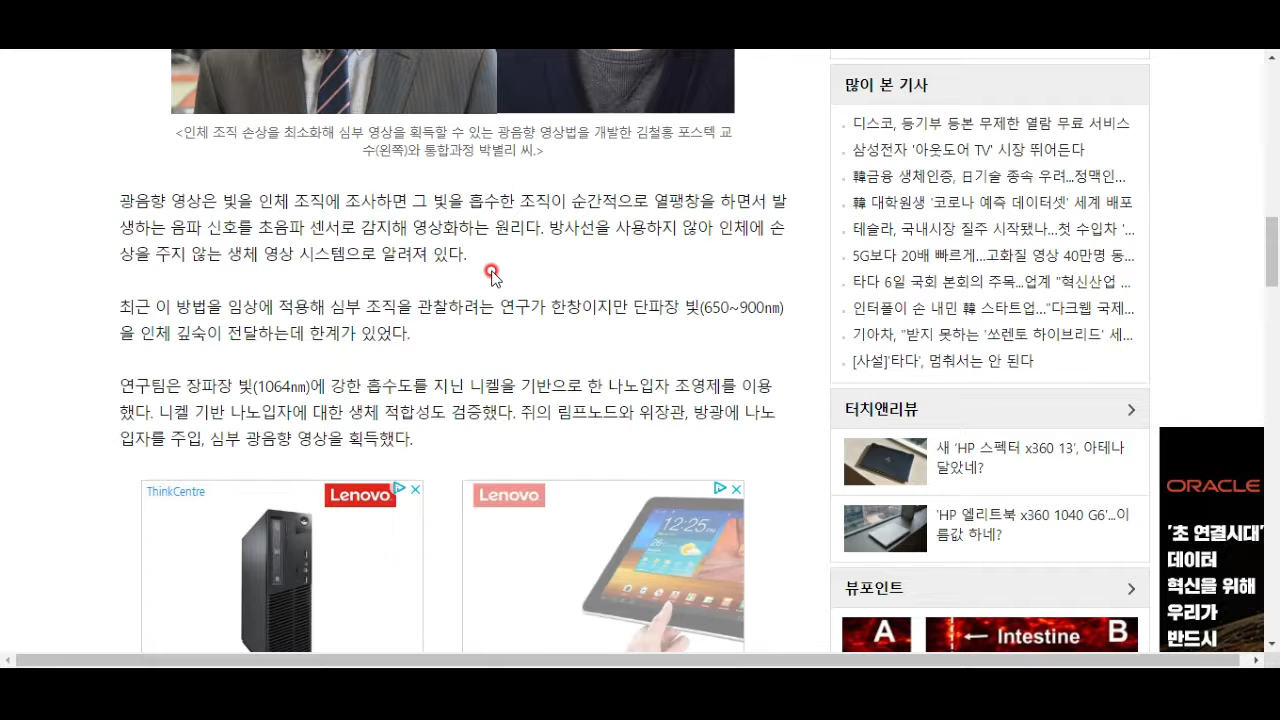 <인체 조직 손상을 최소화해 심부 영상을 획득할 수 있는 광음향 영상법을 개발한 김철홍 포스텍 교
수(왼쪽)와 통합과정 박별리 씨.>
광음향 영상은 빛을 인체 조직에 조사하면 그 빛을 흡수한 조직이 순간적으로 열팽창을 하면서 발
생하는 음파 신호를 초음파 센서로 감지해 영상화하는 원리다. 방사선을 사용하지 않아 인체에 손
상을 주지 않는 생체 영상 시스템으로 알려져 있다.
최근 이 방법을 임상에 적용해 심부 조직을 관찰하려는 연구가 한창이지만 단파장 빛(650~900㎚)
을 인체 깊숙이 전달하는데 한계가 있었다.
연구팀은 장파장 빛(1064㎚)에 강한 흡수도를 지닌 니켈을 기반으로 한 나노입자 조영제를 이용
했다. 니켈 기반 나노입자에 대한 생체 적합성도 검증했다. 쥐의 림프노드와 위장관, 방광에 나노
입자를 주입, 심부 광음향 영상을 획득했다.
ThinkCentre
Lenovo
Lenovo
12:25
많이 본 기사
디스코, 등기부 등본 무제한 열람 무료 서비스
삼성전자 '아웃도어 TV' 시장 뛰어든다
韓금융 생체인증, 日기술 종속 우려...정맥인...
韓 대학원생 '코로나 예측 데이터셋' 세계 배포
테슬라, 국내시장 질주 시작됐나...첫 수입차 '...
5G보다 20배 빠르게...고화질 영상 40만명 동...
타다 6일 국회 본회의 주목...업계 "혁신산업 ...
인터폴이 손 내민 韓 스타트업..."다크웹 국제...
기아차, "받지 못하는 '쏘렌토 하이브리드' 세...
[사설]'타다', 멈춰서는 안 된다
터치앤리뷰
새 'HP 스펙터 x360 13', 아테나
달았네?
'HP 엘리트북 x360 1040 G6'...이
름값 하네?
뷰포인트
A
← Intestine
B
ORACLE
'초 연결시대'
데이터
혁신을 위해
우리가
반드시